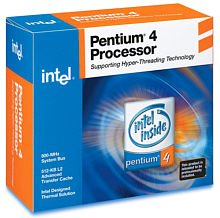 intel
Pentium® 4
Processor
Supporting Hyper-Threading Technology
500-MHz
System Bus
512-KB L2
Advanced
Transfer Cache
Intel Designed
Thermal Solution
intel
inside
pentium® 4